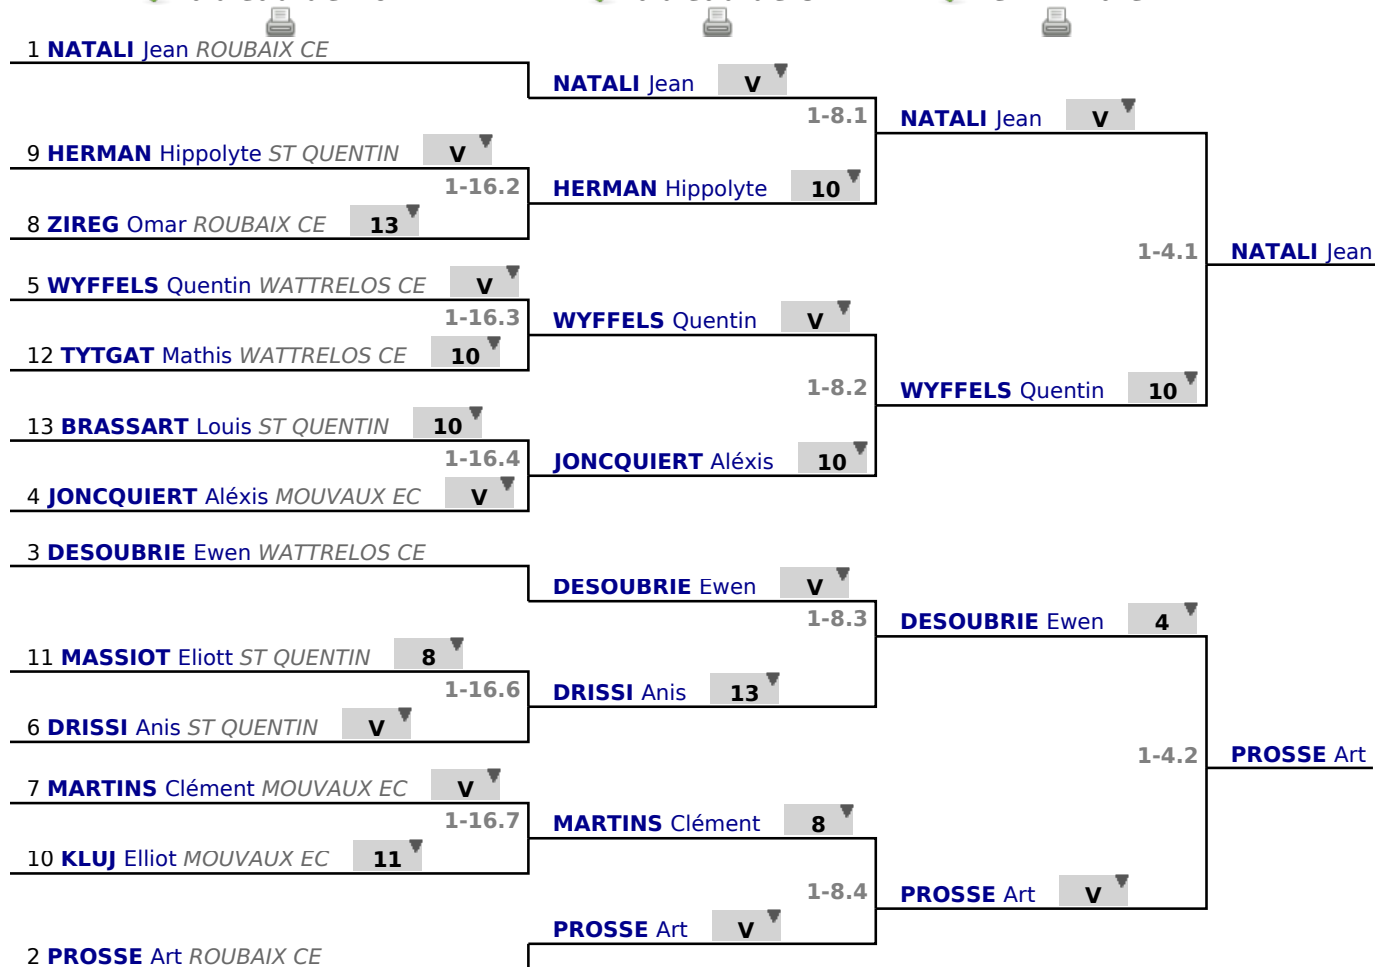 1 NATALI Jean ROUBAIX CE
NATALI Jean V
1-8.1
NATALI Jean V
9 HERMAN Hippolyte ST QUENTIN V
1-16.2
HERMAN Hippolyte 10
8 ZIREG Omar ROUBAIX CE 13
1-4.1
NATALI Jean
5 WYFFELS Quentin WATTRELOS CE V
1-16.3
WYFFELS Quentin V
12 TYTGAT Mathis WATTRELOS CE 10
1-8.2
WYFFELS Quentin 10
13 BRASSART Louis ST QUENTIN 10
1-16.4
JONCQUIERT Aléxis 10
4 JONCQUIERT Aléxis MOUVAUX EC V
3 DESOUBRIE Ewen WATTRELOS CE
DESOUBRIE Ewen V
1-8.3
DESOUBRIE Ewen 4
11 MASSIOT Eliott ST QUENTIN 8
1-16.6
DRISSI Anis 13
6 DRISSI Anis ST QUENTIN V
1-4.2
PROSSE Art
7 MARTINS Clément MOUVAUX EC V
1-16.7
MARTINS Clément 8
10 KLUJ Elliot MOUVAUX EC 11
1-8.4
PROSSE Art V
PROSSE Art V
2 PROSSE Art ROUBAIX CE